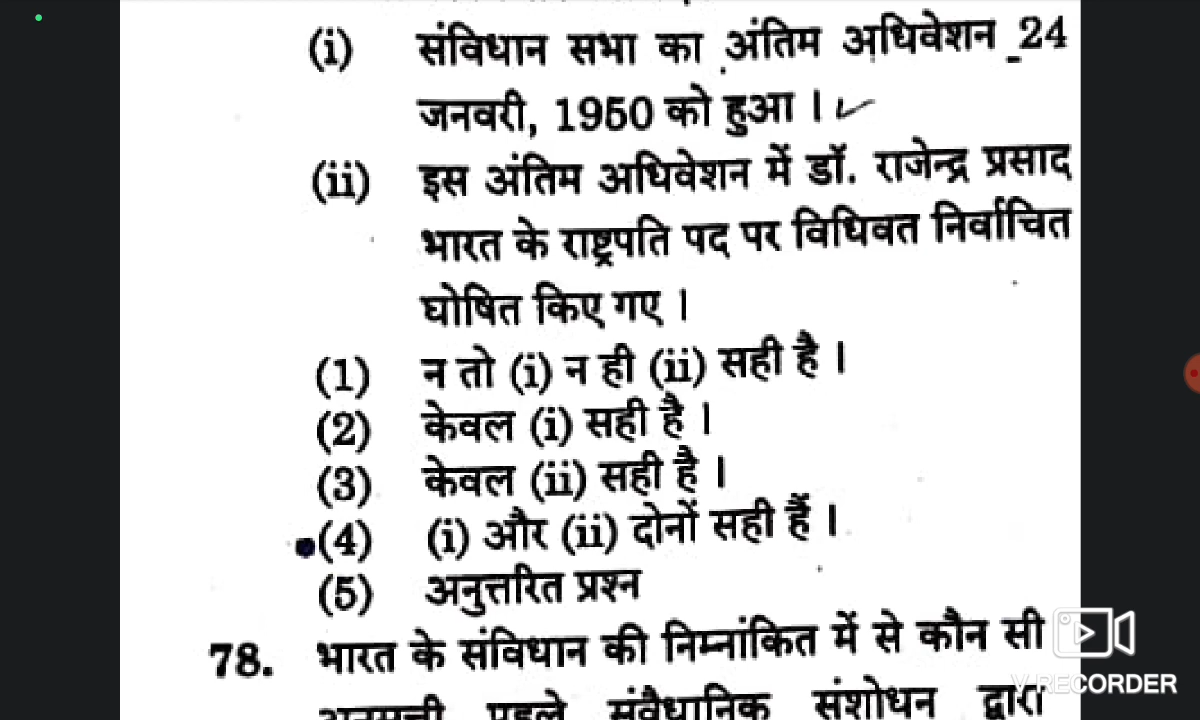 (i) संविधान सभा का अंतिम अधिवेशन 24
जनवरी, 1950 को हुआ ।
(ii) इस अंतिम अधिवेशन में डॉ. राजेन्द्र प्रसाद
भारत के राष्ट्रपति पद पर विधिवत निर्वाचित
घोषित किए गए ।
(1) न तो (i) न ही (ii) सही है ।
(2) केवल (i) सही है ।
(3) केवल (ii) सही है ।
(4) (i) और (ii) दोनों सही हैं ।
(5) अनुत्तरित प्रश्न
78. भारत के संविधान की निम्नांकित में से कौन सी
पहले संवैधानिक संशोधन द्वारा
V RECORDER